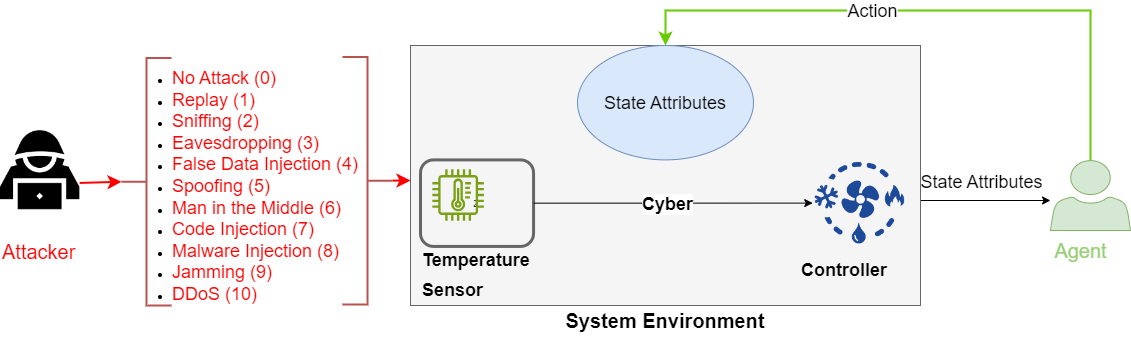 Action
No Attack (0)
Replay (1)
Sniffing (2)
Eavesdropping (3)
False Data Injection (4)
Spoofing (5)
Man in the Middle (6)
Code Injection (7)
Malware Injection (8)
Jamming (9)
DDoS (10)
Attacker
State Attributes
Cyber
Temperature
Sensor
Controller
State Attributes
Agent
System Environment